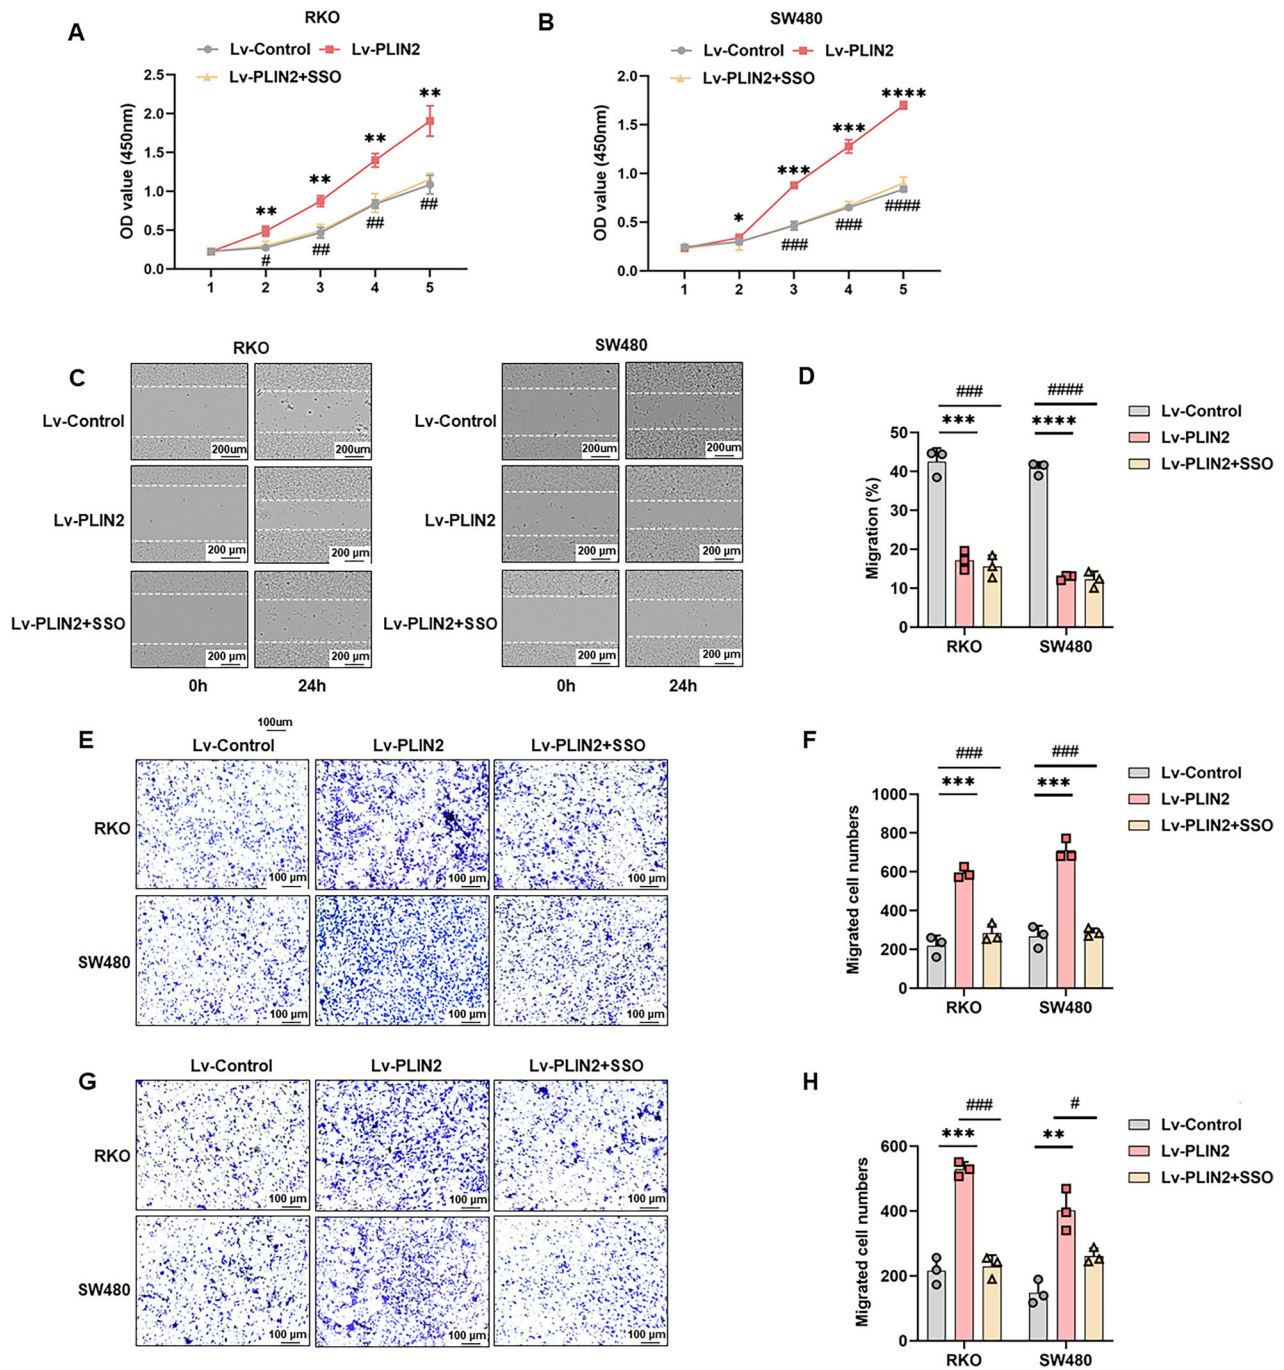 A
RKO
Lv-Control Lv-PLIN2
Lv-PLIN2+SSO
OD value (450nm)
2.5
2.0
1.5
1.0
0.5
0.0
** ** ** **
# ## ## ##
1 2 3 4 5
B
SW480
Lv-Control Lv-PLIN2
Lv-PLIN2+SSO
OD value (450nm)
2.0
1.5
1.0
0.5
0.0
* *** *** ****
### ### ####
1 2 3 4 5
C
RKO
SW480
Lv-Control
200um
200um
Lv-Control
200um
200um
Lv-PLIN2
200 µm
200 µm
Lv-PLIN2
200 µm
200 µm
Lv-PLIN2+SSO
200 µm
200 µm
Lv-PLIN2+SSO
200 µm
200 µm
0h 24h
0h 24h
D
### ####
*** ****
Migration (%)
50
40
30
20
10
0
RKO SW480
Lv-Control
Lv-PLIN2
Lv-PLIN2+SSO
E
100um
Lv-Control Lv-PLIN2 Lv-PLIN2+SSO
RKO
100 µm
100 µm
100 µm
SW480
100 µm
100 µm
100 µm
F
### ###
*** ***
Migrated cell numbers
1000
800
600
400
200
0
RKO SW480
Lv-Control
Lv-PLIN2
Lv-PLIN2+SSO
G
Lv-Control Lv-PLIN2 Lv-PLIN2+SSO
RKO
100 µm
100 µm
100 µm
SW480
100 µm
100 µm
100 µm
H
### #
*** **
Migrated cell numbers
600
400
200
0
RKO SW480
Lv-Control
Lv-PLIN2
Lv-PLIN2+SSO